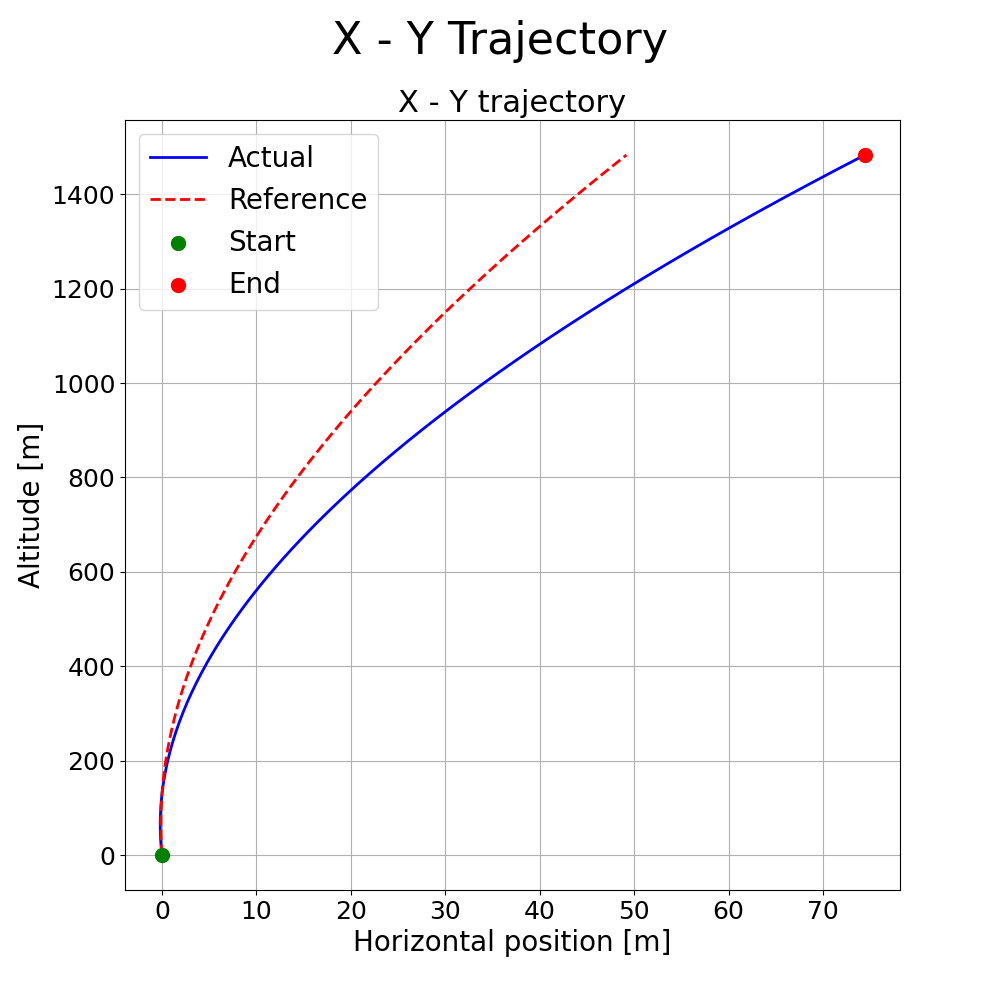 X - Y Trajectory
X - Y trajectory
Actual
Reference
Start
End
1400
1200
1000
800
600
400
200
0
Altitude [m]
0 10 20 30 40 50 60 70
Horizontal position [m]